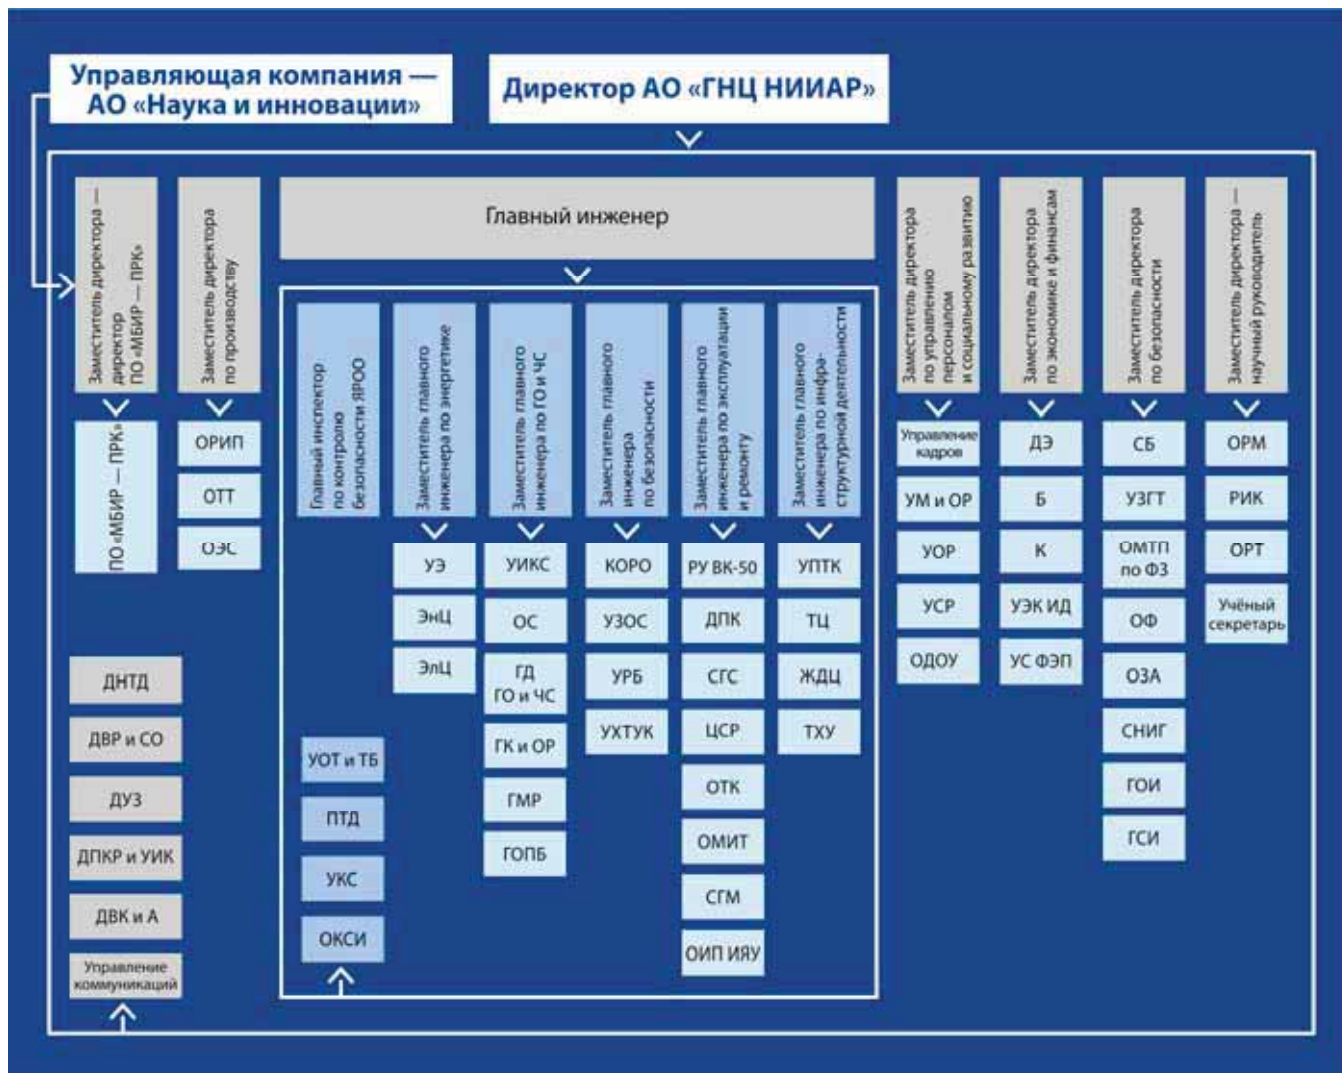 Управляющая компания —
АО «Наука и инновации»
Директор АО «ГНЦ НИИАР»
Заместитель директора —
директор
ПО «МБИР — ПРК»
Заместитель директора
по производству
Главный инженер
Заместитель директора
по управлению
персоналом
и социальному развитию
Заместитель директора
по экономике и финансам
Заместитель директора
по безопасности
Заместитель директора —
научный руководитель
ПО «МБИР — ПРК»
ОРИП
ОТТ
ОЭС
Главный инспектор
по контролю
безопасности ЯРОО
Заместитель главного
инженера по энергетике
Заместитель главного
инженера по ГО и ЧС
Заместитель главного
инженера
по безопасности
Заместитель главного
инженера по эксплуатации
и ремонту
Заместитель главного
инженера по инфра-
структурной деятельности
УЭ
ЭнЦ
ЭлЦ
УИКС
ОС
ГД
ГО и ЧС
ГК и ОР
ГМР
ГОПБ
КОРО
УЗОС
УРБ
УХТУК
РУ ВК-50
ДПК
СГС
ЦСР
ОТК
ОМИТ
СГМ
ОИП ИЯУ
УПТК
ТЦ
ЖДЦ
ТХУ
Управление
кадров
УМ и ОР
УОР
УСР
ОДОУ
ДЭ
Б
К
УЭК ИД
УС ФЭП
СБ
УЗГТ
ОМТП
по ФЗ
ОФ
ОЗА
СНИГ
ГОИ
ГСИ
ОРМ
РИК
ОРТ
Учёный
секретарь
ДНТД
ДВР и СО
ДУЗ
ДПКР и УИК
ДВК и А
Управление
коммуникаций
УОТ и ТБ
ПТД
УКС
ОКСИ